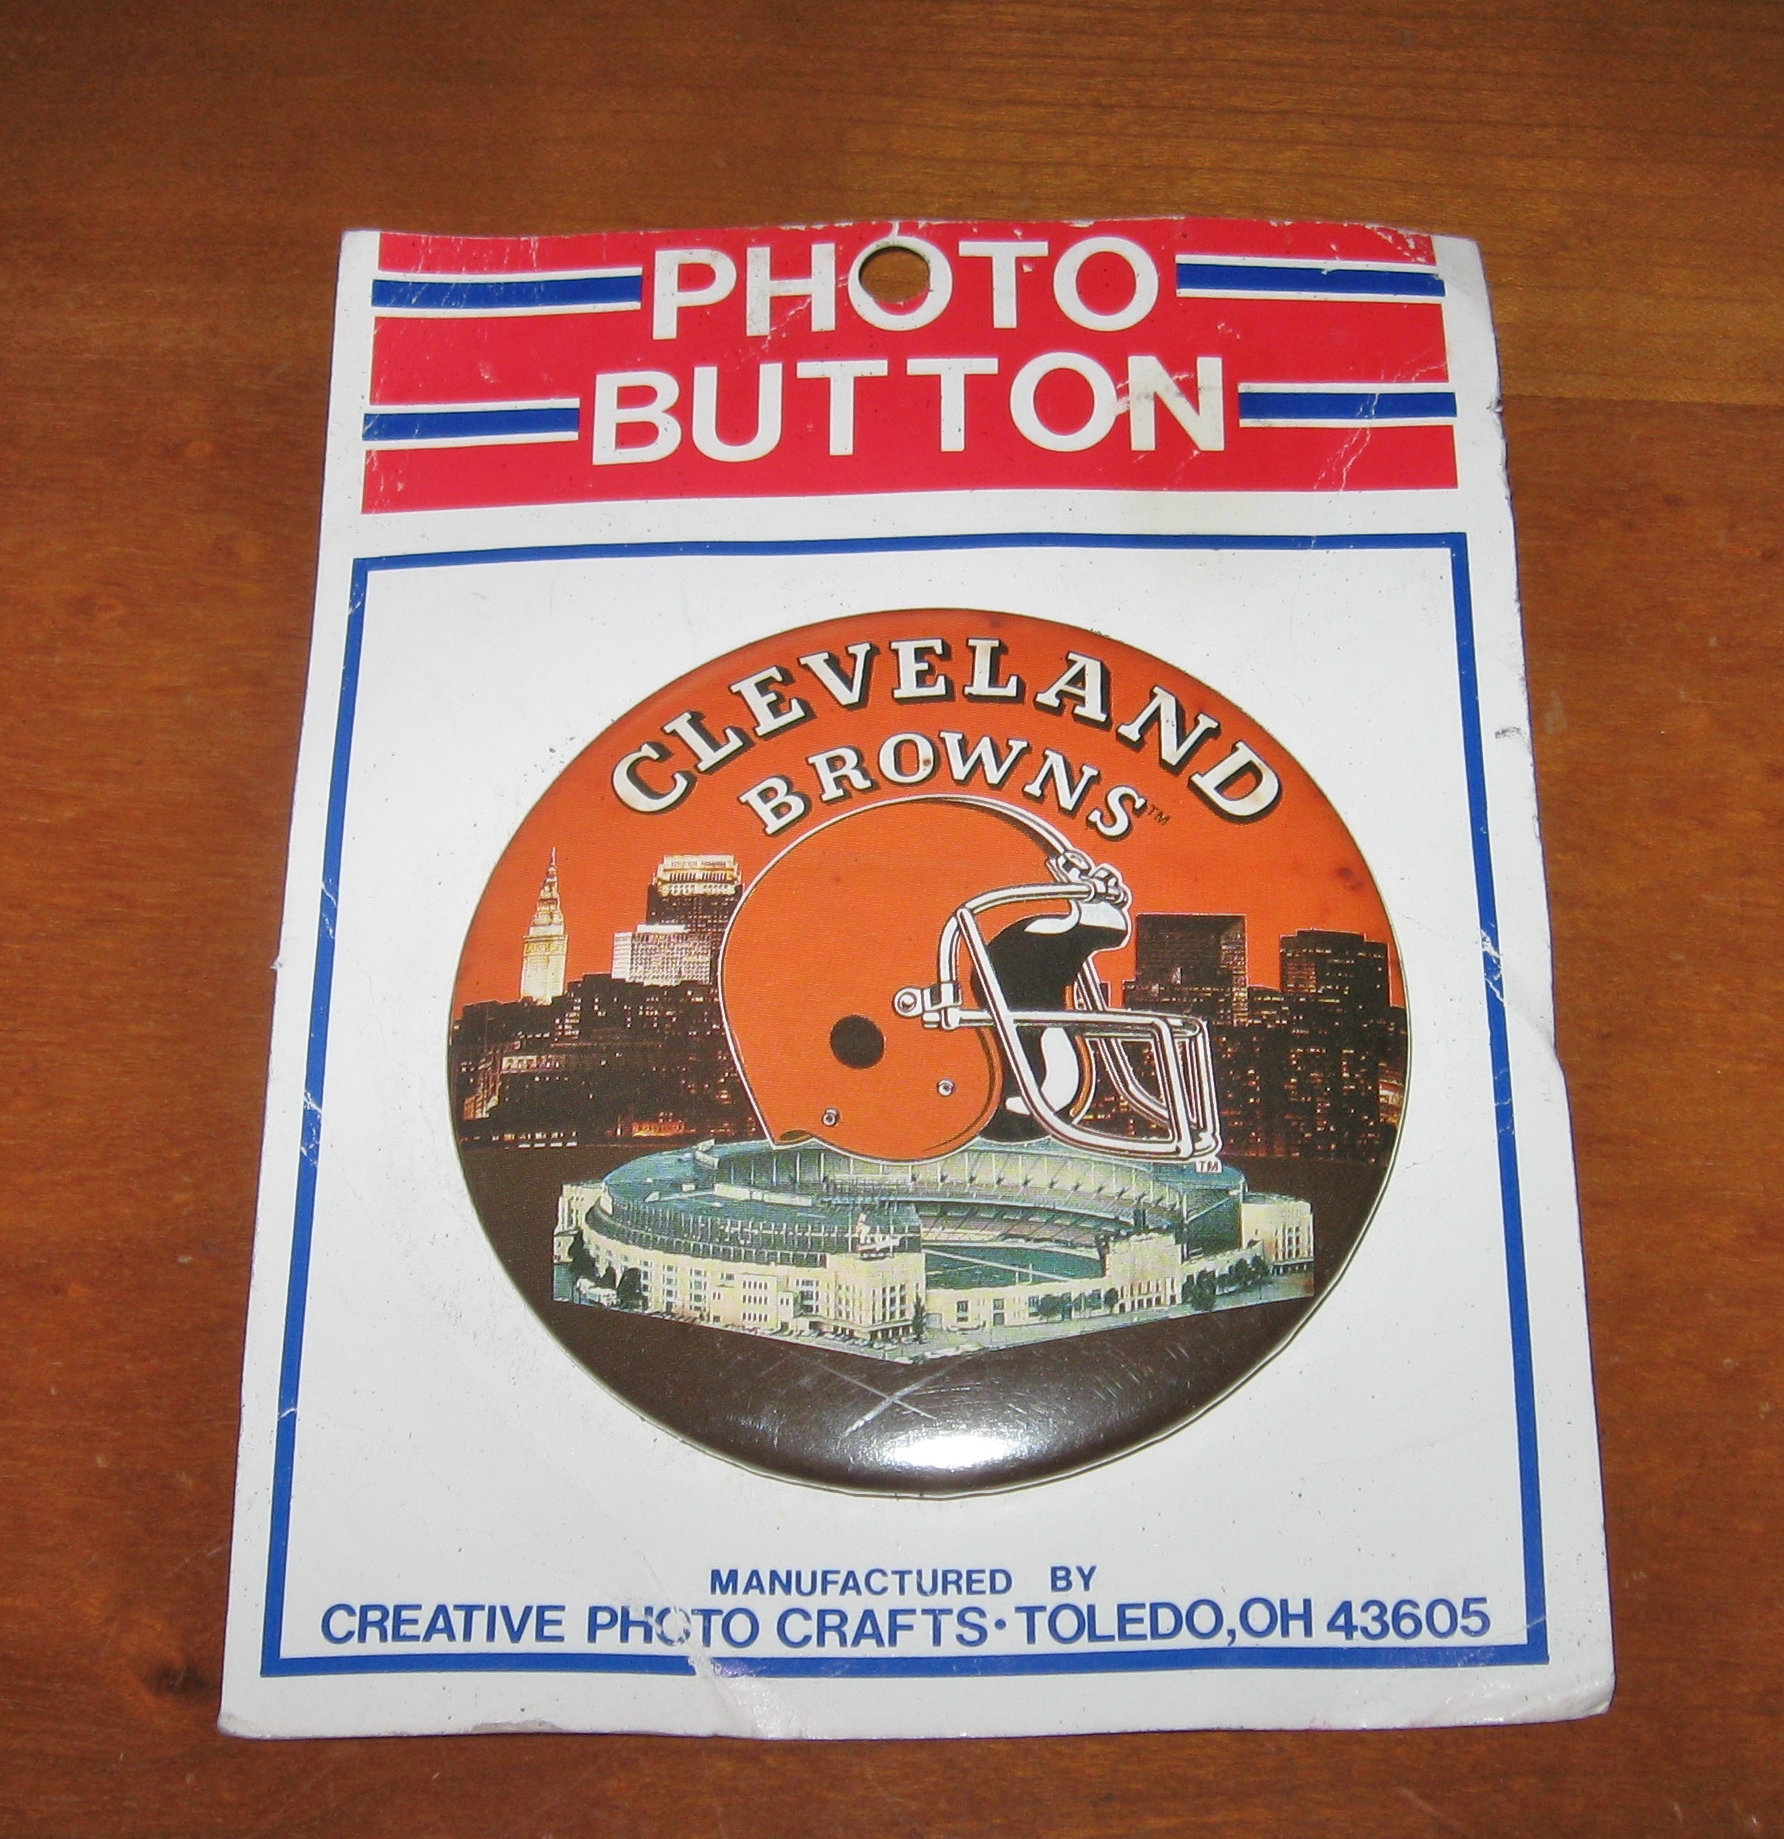 PHOTO
BUTTON
CLEVELAND
BROWNS™
TM
MANUFACTURED BY
CREATIVE PHOTO CRAFTS • TOLEDO, OH 43605